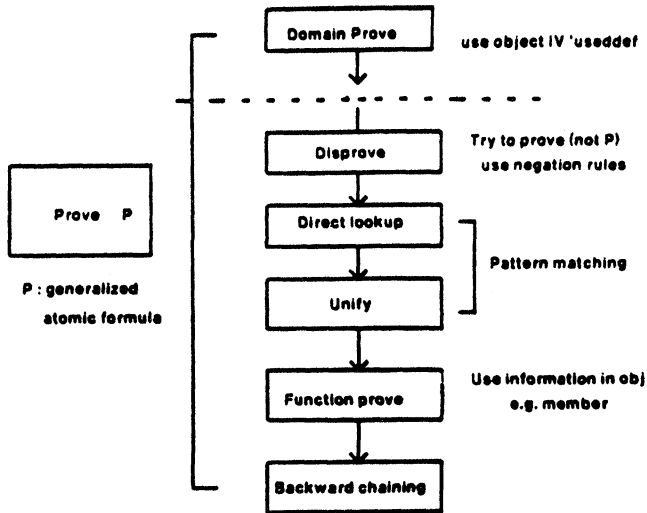 Domain Prove
use object IV 'useddef
Disprove
Try to prove (not P)
use negation rules
Prove P
Direct lookup
Pattern matching
P : generalized
atomic formula
Unify
Function prove
Use information in obj
e.g. member
Backward chaining